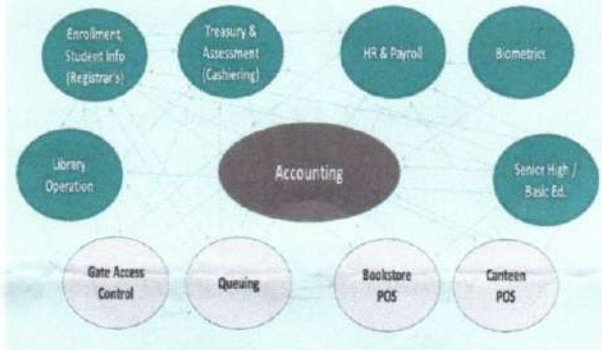 Enrollment,
Student Info
(Registrar's)
Treasury &
Assessment
(Cashiering)
HR & Payroll
Biometrics
Library
Operation
Accounting
Senior High /
Basic Ed.
Gate Access
Control
Queuing
Bookstore
POS
Canteen
POS